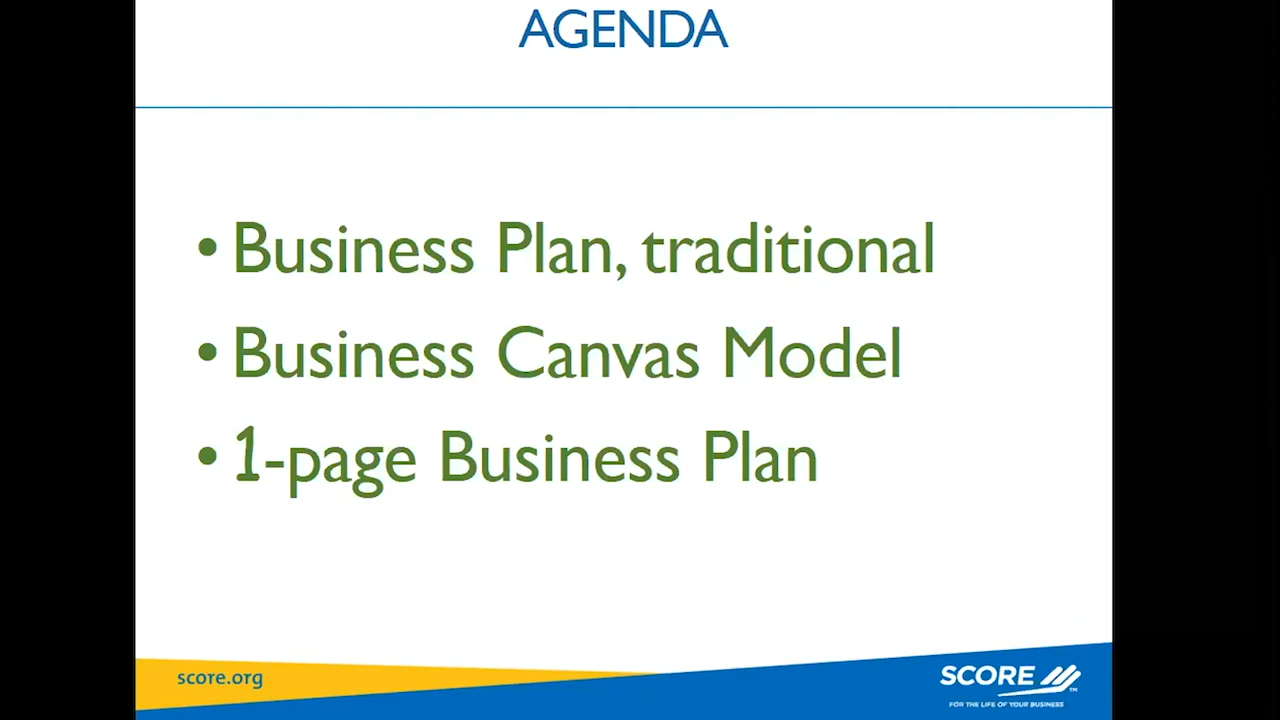 AGENDA
• Business Plan, traditional
• Business Canvas Model
• 1-page Business Plan
score.org
SCORE
TM
FOR THE LIFE OF YOUR BUSINESS